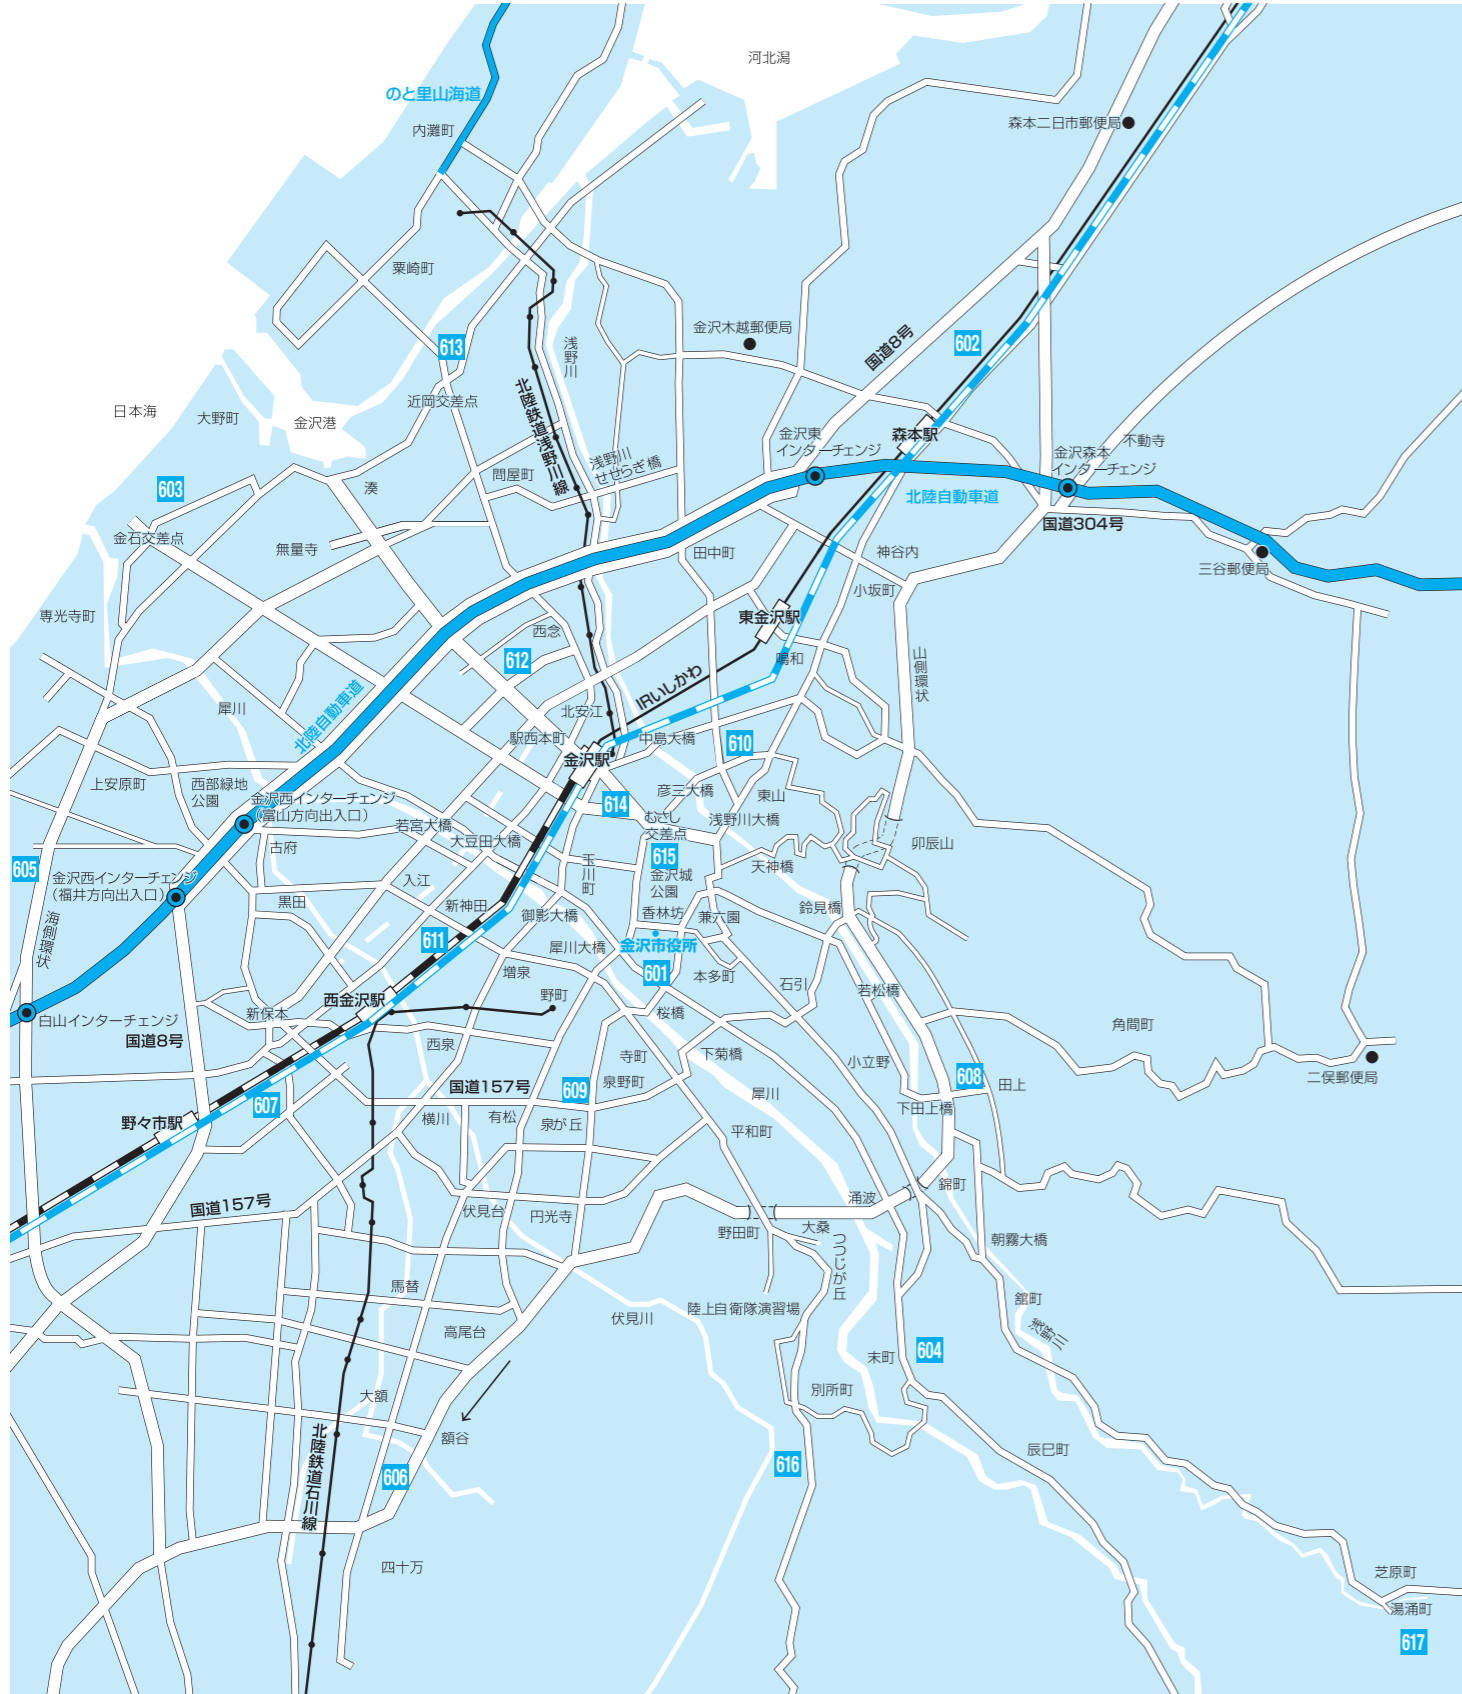 河北潟
のと里山海道
内灘町
森本二日市郵便局
粟崎町
金沢木越郵便局
国道8号
602
613
浅野川
北陸鉄道浅野川線
近岡交差点
日本海
大野町
金沢港
金沢東
インターチェンジ
森本駅
金沢森本
インターチェンジ
不動寺
浅野川
せせらぎ橋
問屋町
湊
603
北陸自動車道
国道304号
金石交差点
無量寺
田中町
神谷内
三谷郵便局
小坂町
専光寺町
東金沢駅
西念
612
鳴和
山側環状
IRいしかわ
犀川
北陸自動車道
北安江
駅西本町
中島大橋
610
金沢駅
上安原町
西部緑地
公園
金沢西インターチェンジ
（富山方向出入口）
614
彦三大橋
東山
むさし
交差点
浅野川大橋
若宮大橋
大豆田大橋
古府
615
天神橋
卯辰山
605
金沢西インターチェンジ
（福井方向出入口）
入江
玉川町
金沢城
公園
黒田
新神田
御影大橋
香林坊
兼六園
鈴見橋
海側環状
611
犀川大橋
金沢市役所
601
増泉
本多町
石引
若松橋
西金沢駅
野町
白山インターチェンジ
新保本
桜橋
角間町
国道8号
西泉
寺町
下菊橋
小立野
二俣郵便局
国道157号
609
泉野町
犀川
608
田上
607
野々市駅
横川
有松
泉が丘
平和町
下田上橋
国道157号
伏見台
円光寺
涌波
錦町
野田町
大桑
つつじが丘
朝霧大橋
馬替
伏見川
陸上自衛隊演習場
舘町
浅野川
高尾台
末町
604
大額
別所町
額谷
辰巳町
北陸鉄道石川線
606
616
四十万
芝原町
湯涌町
617